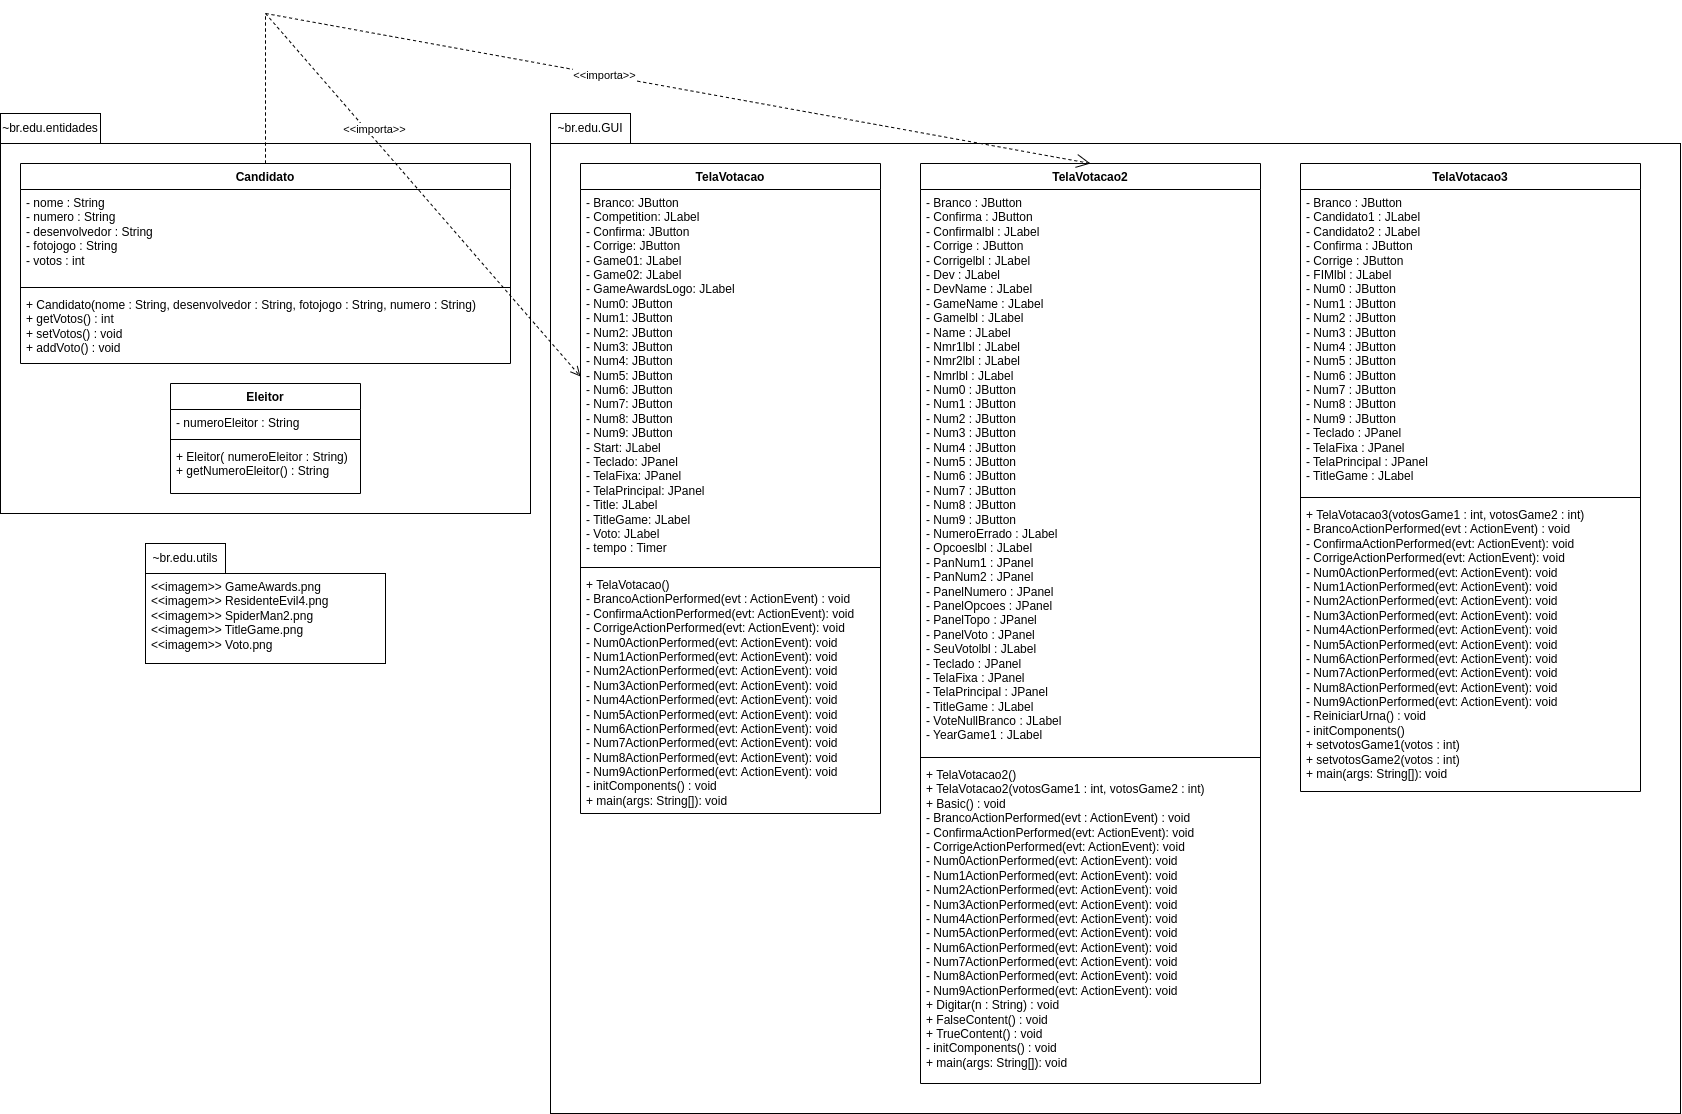 <<importa>>
<<importa>>
~br.edu.entidades
Candidato
- nome : String
- numero : String
- desenvolvedor : String
- fotojogo : String
- votos : int
+ Candidato(nome : String, desenvolvedor : String, fotojogo : String, numero : String)
+ getVotos() : int
+ setVotos() : void
+ addVoto() : void
Eleitor
- numeroEleitor : String
+ Eleitor( numeroEleitor : String)
+ getNumeroEleitor() : String
~br.edu.utils
<<imagem>> GameAwards.png
<<imagem>> ResidenteEvil4.png
<<imagem>> SpiderMan2.png
<<imagem>> TitleGame.png
<<imagem>> Voto.png
~br.edu.GUI
TelaVotacao
- Branco: JButton
- Competition: JLabel
- Confirma: JButton
- Corrige: JButton
- Game01: JLabel
- Game02: JLabel
- GameAwardsLogo: JLabel
- Num0: JButton
- Num1: JButton
- Num2: JButton
- Num3: JButton
- Num4: JButton
- Num5: JButton
- Num6: JButton
- Num7: JButton
- Num8: JButton
- Num9: JButton
- Start: JLabel
- Teclado: JPanel
- TelaFixa: JPanel
- TelaPrincipal: JPanel
- Title: JLabel
- TitleGame: JLabel
- Voto: JLabel
- tempo : Timer
+ TelaVotacao()
- BrancoActionPerformed(evt : ActionEvent) : void
- ConfirmaActionPerformed(evt: ActionEvent): void
- CorrigeActionPerformed(evt: ActionEvent): void
- Num0ActionPerformed(evt: ActionEvent): void
- Num1ActionPerformed(evt: ActionEvent): void
- Num2ActionPerformed(evt: ActionEvent): void
- Num3ActionPerformed(evt: ActionEvent): void
- Num4ActionPerformed(evt: ActionEvent): void
- Num5ActionPerformed(evt: ActionEvent): void
- Num6ActionPerformed(evt: ActionEvent): void
- Num7ActionPerformed(evt: ActionEvent): void
- Num8ActionPerformed(evt: ActionEvent): void
- Num9ActionPerformed(evt: ActionEvent): void
- initComponents() : void
+ main(args: String[]): void
TelaVotacao2
- Branco : JButton
- Confirma : JButton
- Confirmalbl : JLabel
- Corrige : JButton
- Corrigelbl : JLabel
- Dev : JLabel
- DevName : JLabel
- GameName : JLabel
- Gamelbl : JLabel
- Name : JLabel
- Nmr1lbl : JLabel
- Nmr2lbl : JLabel
- Nmrlbl : JLabel
- Num0 : JButton
- Num1 : JButton
- Num2 : JButton
- Num3 : JButton
- Num4 : JButton
- Num5 : JButton
- Num6 : JButton
- Num7 : JButton
- Num8 : JButton
- Num9 : JButton
- NumeroErrado : JLabel
- Opcoeslbl : JLabel
- PanNum1 : JPanel
- PanNum2 : JPanel
- PanelNumero : JPanel
- PanelOpcoes : JPanel
- PanelTopo : JPanel
- PanelVoto : JPanel
- SeuVotolbl : JLabel
- Teclado : JPanel
- TelaFixa : JPanel
- TelaPrincipal : JPanel
- TitleGame : JLabel
- VoteNullBranco : JLabel
- YearGame1 : JLabel
+ TelaVotacao2()
+ TelaVotacao2(votosGame1 : int, votosGame2 : int)
+ Basic() : void
- BrancoActionPerformed(evt : ActionEvent) : void
- ConfirmaActionPerformed(evt: ActionEvent): void
- CorrigeActionPerformed(evt: ActionEvent): void
- Num0ActionPerformed(evt: ActionEvent): void
- Num1ActionPerformed(evt: ActionEvent): void
- Num2ActionPerformed(evt: ActionEvent): void
- Num3ActionPerformed(evt: ActionEvent): void
- Num4ActionPerformed(evt: ActionEvent): void
- Num5ActionPerformed(evt: ActionEvent): void
- Num6ActionPerformed(evt: ActionEvent): void
- Num7ActionPerformed(evt: ActionEvent): void
- Num8ActionPerformed(evt: ActionEvent): void
- Num9ActionPerformed(evt: ActionEvent): void
+ Digitar(n : String) : void
+ FalseContent() : void
+ TrueContent() : void
- initComponents() : void
+ main(args: String[]): void
TelaVotacao3
- Branco : JButton
- Candidato1 : JLabel
- Candidato2 : JLabel
- Confirma : JButton
- Corrige : JButton
- FIMlbl : JLabel
- Num0 : JButton
- Num1 : JButton
- Num2 : JButton
- Num3 : JButton
- Num4 : JButton
- Num5 : JButton
- Num6 : JButton
- Num7 : JButton
- Num8 : JButton
- Num9 : JButton
- Teclado : JPanel
- TelaFixa : JPanel
- TelaPrincipal : JPanel
- TitleGame : JLabel
+ TelaVotacao3(votosGame1 : int, votosGame2 : int)
- BrancoActionPerformed(evt : ActionEvent) : void
- ConfirmaActionPerformed(evt: ActionEvent): void
- CorrigeActionPerformed(evt: ActionEvent): void
- Num0ActionPerformed(evt: ActionEvent): void
- Num1ActionPerformed(evt: ActionEvent): void
- Num2ActionPerformed(evt: ActionEvent): void
- Num3ActionPerformed(evt: ActionEvent): void
- Num4ActionPerformed(evt: ActionEvent): void
- Num5ActionPerformed(evt: ActionEvent): void
- Num6ActionPerformed(evt: ActionEvent): void
- Num7ActionPerformed(evt: ActionEvent): void
- Num8ActionPerformed(evt: ActionEvent): void
- Num9ActionPerformed(evt: ActionEvent): void
- ReiniciarUrna() : void
- initComponents()
+ setvotosGame1(votos : int)
+ setvotosGame2(votos : int)
+ main(args: String[]): void